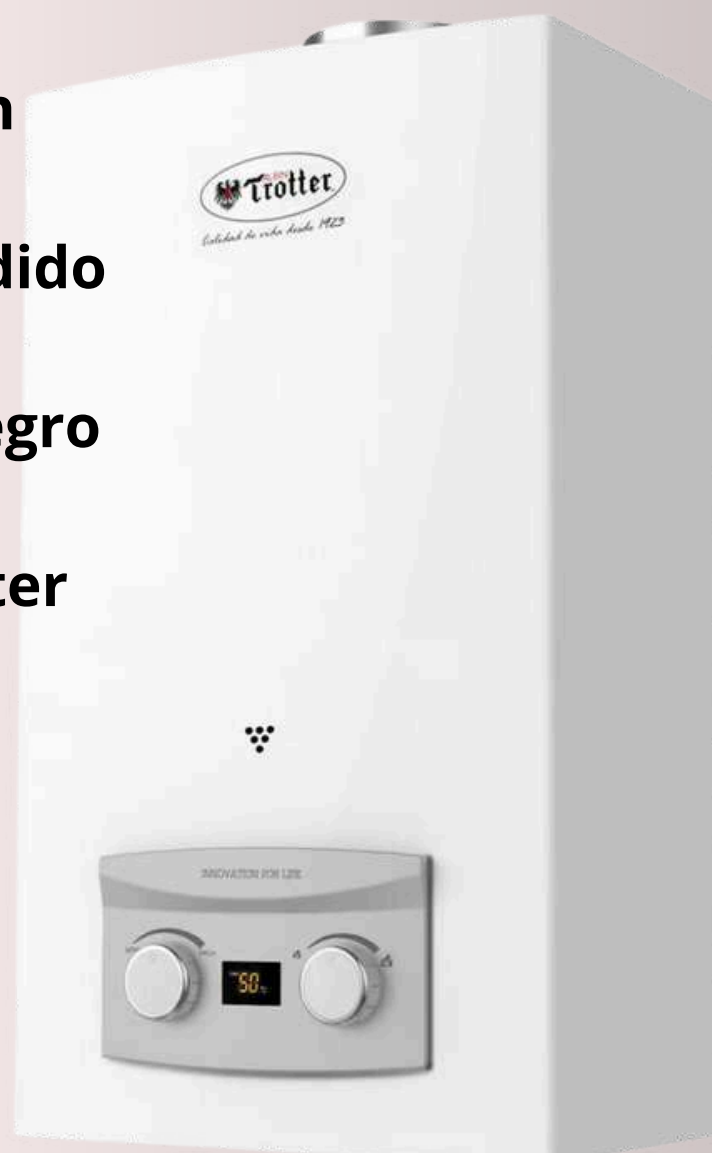 n
dido
egro
ter
Trotter
Calidad de vida desde 1923
INNOVATION FOR LIFE
50